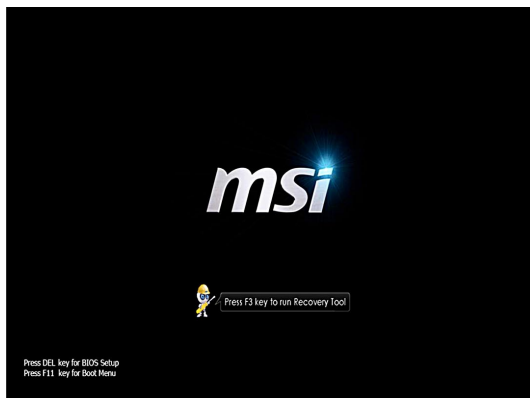 msi
Press F3 key to run Recovery Tool
Press DEL key for BIOS Setup
Press F11 key for Boot Menu